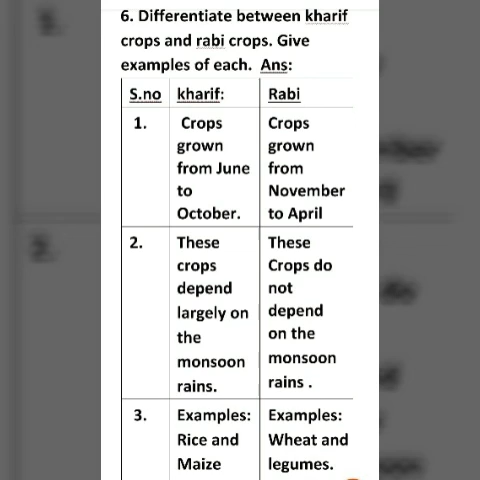 6. Differentiate between kharif
crops and rabi crops. Give
examples of each. Ans:
S.no kharif: Rabi
1. Crops Crops
grown grown
from June from
to November
October. to April
2. These These
crops Crops do
depend not
largely on depend
the on the
monsoon monsoon
rains. rains .
3. Examples: Examples:
Rice and Wheat and
Maize legumes.